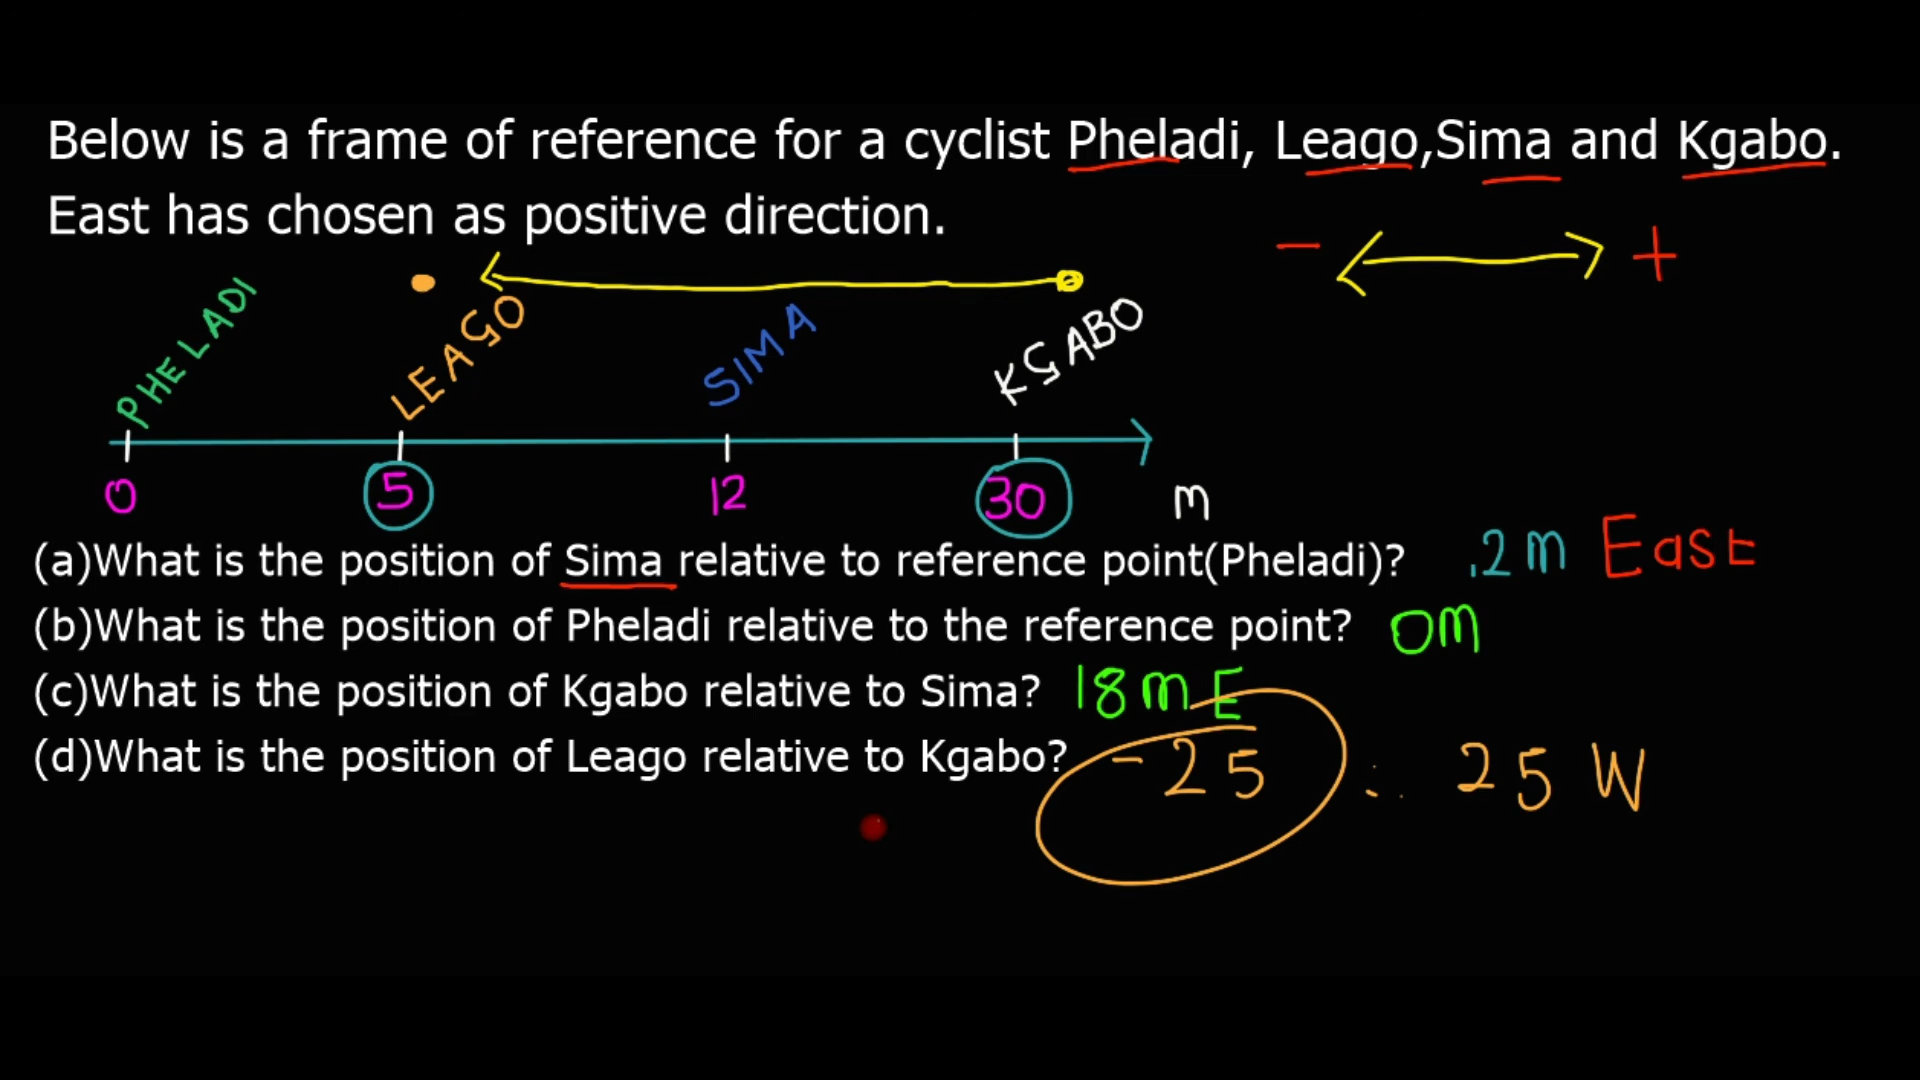 Below is a frame of reference for a cyclist Pheladi, Leago,Sima and Kgabo.
East has chosen as positive direction.
- +
PHELADI LEAGO SIMA KGABO
0 5 12 30 m
(a)What is the position of Sima relative to reference point(Pheladi)? .2m East
(b)What is the position of Pheladi relative to the reference point? 0m
(c)What is the position of Kgabo relative to Sima? 18m E
(d)What is the position of Leago relative to Kgabo? -25 ∴ 25 W